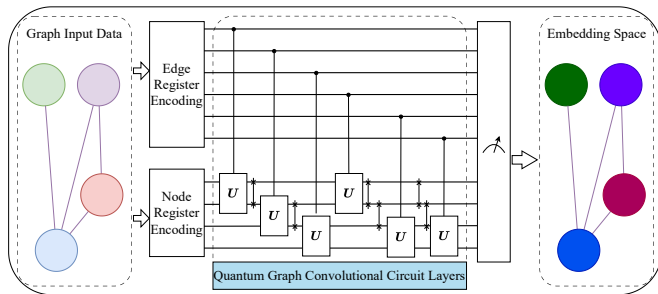 Graph Input Data
Edge
Register
Encoding
Node
Register
Encoding
U
U
U
U
U
U
Quantum Graph Convolutional Circuit Layers
Embedding Space